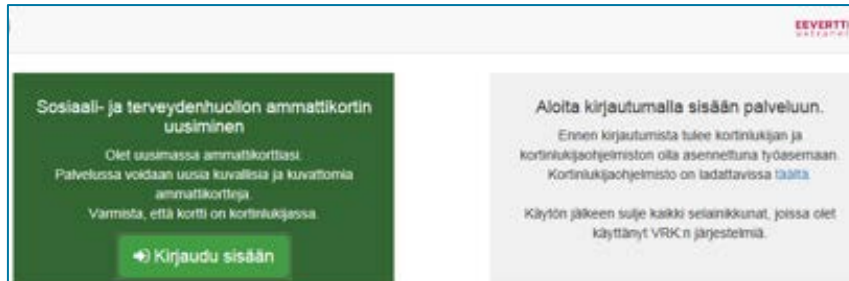 EEVERTTI
extranet
Sosiaali- ja terveydenhuollon ammattikortin
uusiminen
Olet uusimassa ammattikorttiasi.
Palvelussa voidaan uusia kuvallisia ja kuvattomia
ammattikortteja.
Varmista, että kortti on kortinlukijassa.
Kirjaudu sisään
Aloita kirjautumalla sisään palveluun.
Ennen kirjautumista tulee kortinlukijan ja
kortinlukijaohjelmiston olla asennettuna työasemaan.
Kortinlukijaohjelmisto on ladattavissa täältä
Käytön jälkeen sulje kaikki selainikkunat, joissa olet
käyttänyt VRK:n järjestelmiä.